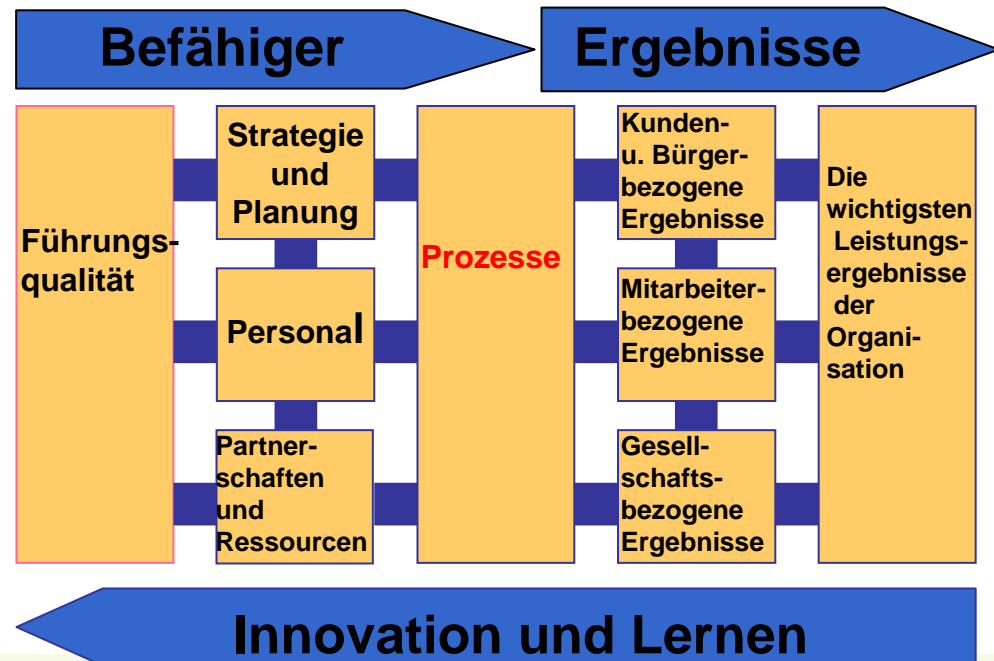 Befähiger
Ergebnisse
Führungs-
qualität
Strategie
und
Planung
Personal
Partner-
schaften
und
Ressourcen
Prozesse
Kunden-
u. Bürger-
bezogene
Ergebnisse
Mitarbeiter-
bezogene
Ergebnisse
Gesell-
schafts-
bezogene
Ergebnisse
Die
wichtigsten
Leistungs-
ergebnisse
der
Organi-
sation
Innovation und Lernen